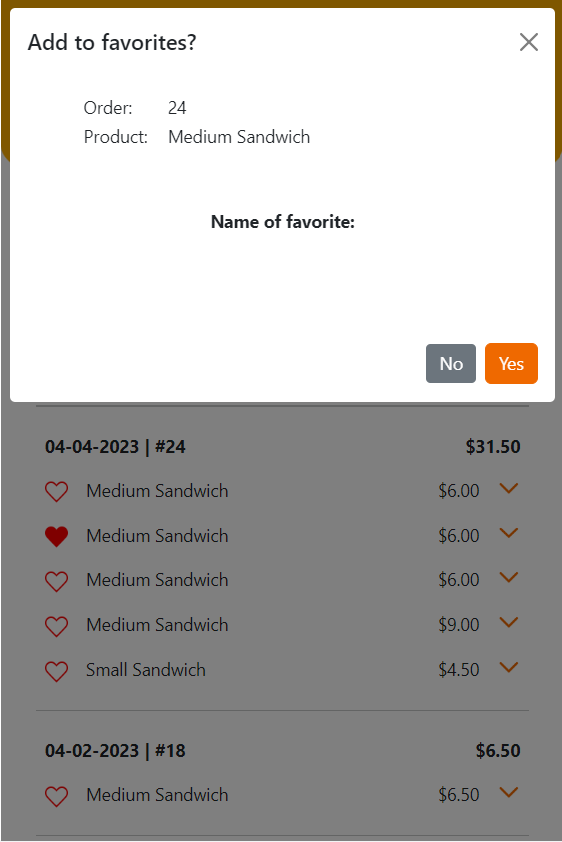 Add to favorites?
Order: 24
Product: Medium Sandwich
Name of favorite:
No Yes
04-04-2023 | #24 $31.50
Medium Sandwich $6.00
Medium Sandwich $6.00
Medium Sandwich $6.00
Medium Sandwich $9.00
Small Sandwich $4.50
04-02-2023 | #18 $6.50
Medium Sandwich $6.50